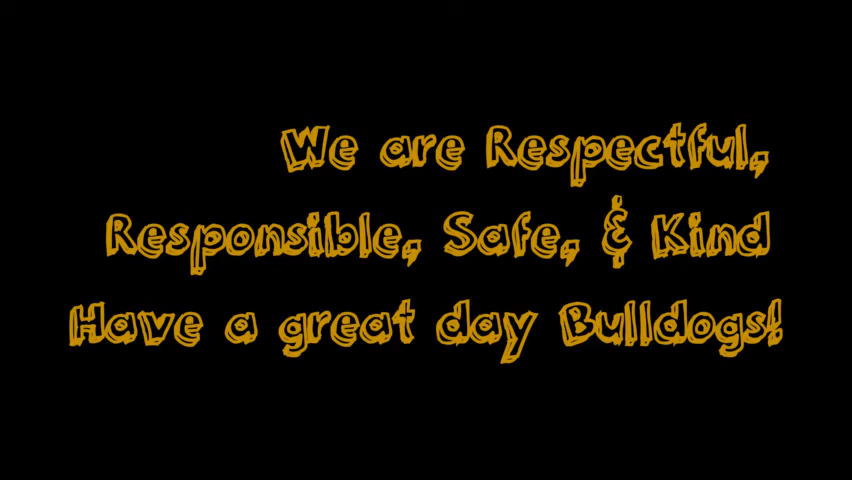 We are Respectful,
Responsible, Safe, & Kind
Have a great day Bulldogs!